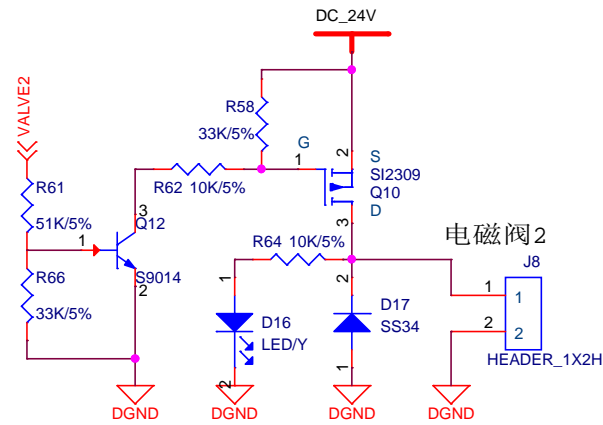 DC_24V
VALVE2
R58
33K/5%
G
1
2
S
SI2309
Q10
3
D
R61
51K/5%
R62 10K/5%
3
Q12
1
S9014
2
R66
33K/5%
R64 10K/5%
电磁阀2
J8
1
1
2
2
HEADER_1X2H
1
D16
LED/Y
2
2
D17
SS34
1
DGND
DGND
DGND
DGND